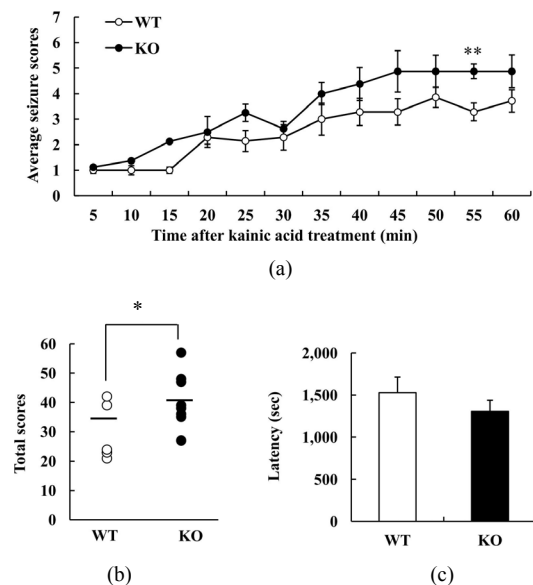 WT
KO
**
Average seizure scores
7
6
5
4
3
2
1
5 10 15 20 25 30 35 40 45 50 55 60
Time after kainic acid treatment (min)
(a)
*
Total scores
60
50
40
30
20
10
0
WT KO
(b)
Latency (sec)
2,000
1,500
1,000
500
0
WT KO
(c)